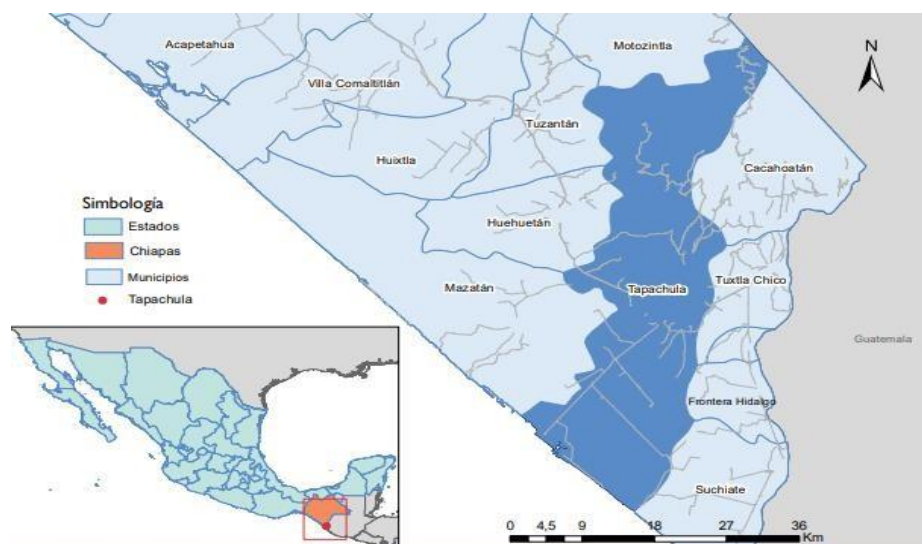 Acapetahua
Motozintla
N
Villa Comaltitlán
Tuzantán
Huixtla
Cacahoatán
Simbología
Estados
Chiapas
Municipios
Tapachula
Huehuetán
Mazatán
Tapachula
Tuxtla Chico
Guatemala
Frontera Hidalgo
Suchiate
0 4,5 9 18 27 36
Km